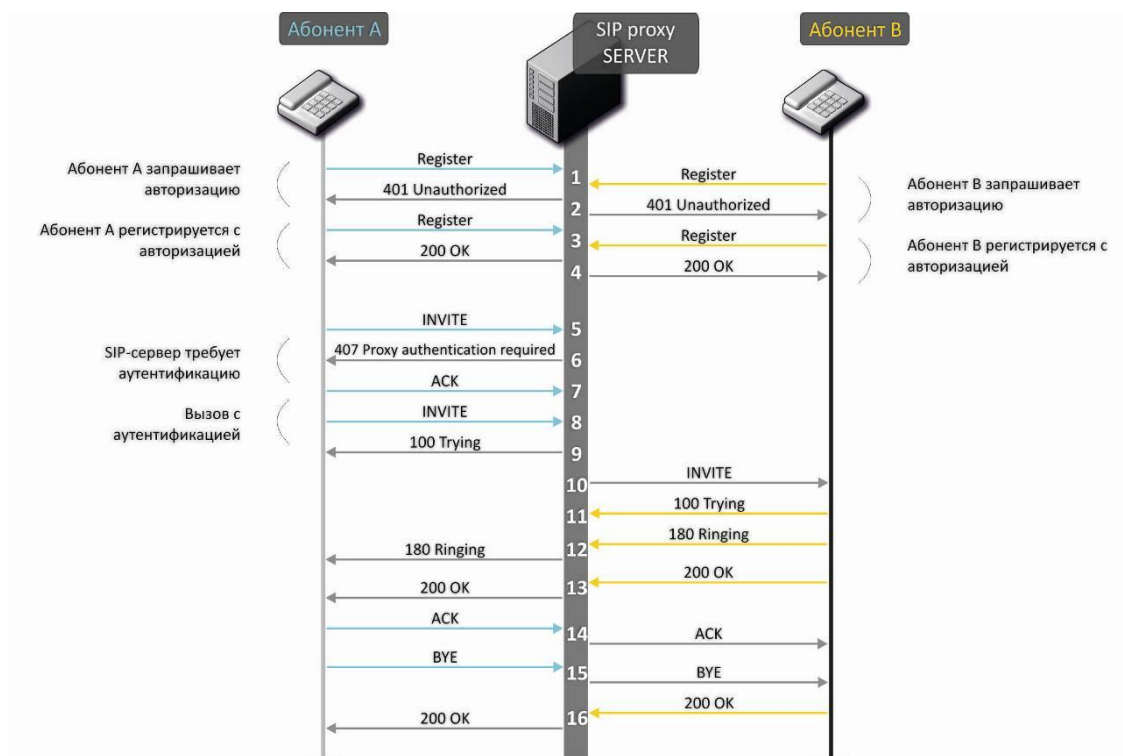 Абонент A
SIP proxy
SERVER
Абонент B
Абонент А запрашивает
авторизацию
Register
1
Register
Абонент В запрашивает
авторизацию
401 Unauthorized
2
401 Unauthorized
Абонент А регистрируется с
авторизацией
Register
3
Register
Абонент В регистрируется с
авторизацией
200 OK
4
200 OK
INVITE
5
SIP-сервер требует
аутентификацию
407 Proxy authentication required
6
ACK
7
Вызов с
аутентификацией
INVITE
8
100 Trying
9
INVITE
10
100 Trying
11
180 Ringing
12
180 Ringing
200 OK
13
200 OK
ACK
14
ACK
BYE
15
BYE
200 OK
16
200 OK